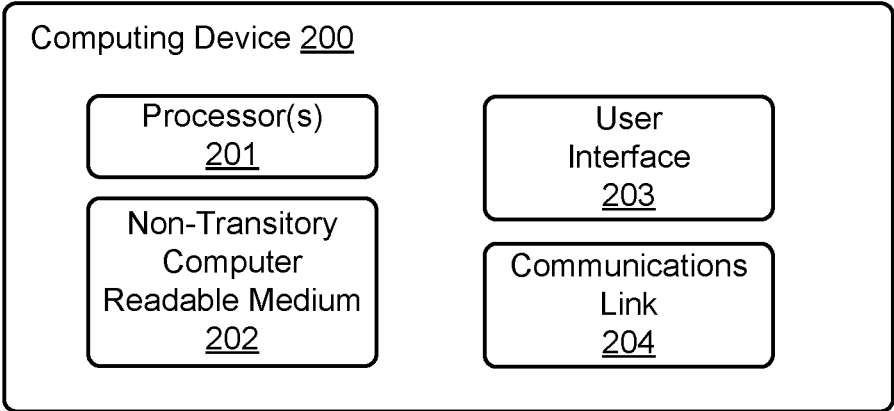 Computing Device 200
Processor(s)
201
Non-Transitory
Computer
Readable Medium
202
User
Interface
203
Communications
Link
204